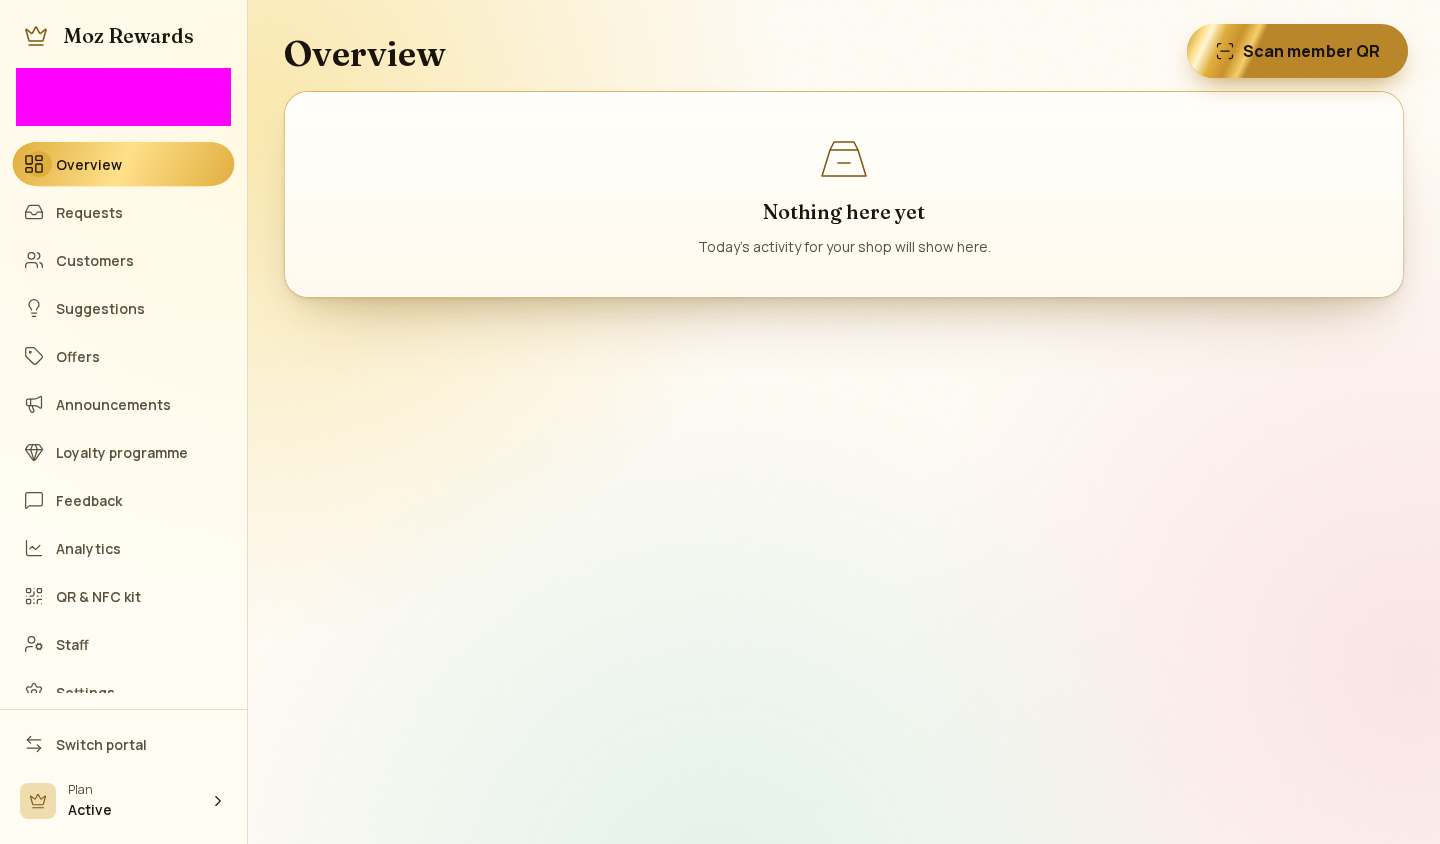 Moz Rewards
Overview
Requests
Customers
Suggestions
Offers
Announcements
Loyalty programme
Feedback
Analytics
QR & NFC kit
Staff
Settings
Switch portal
Plan
Active
Overview
Scan member QR
Nothing here yet
Today's activity for your shop will show here.